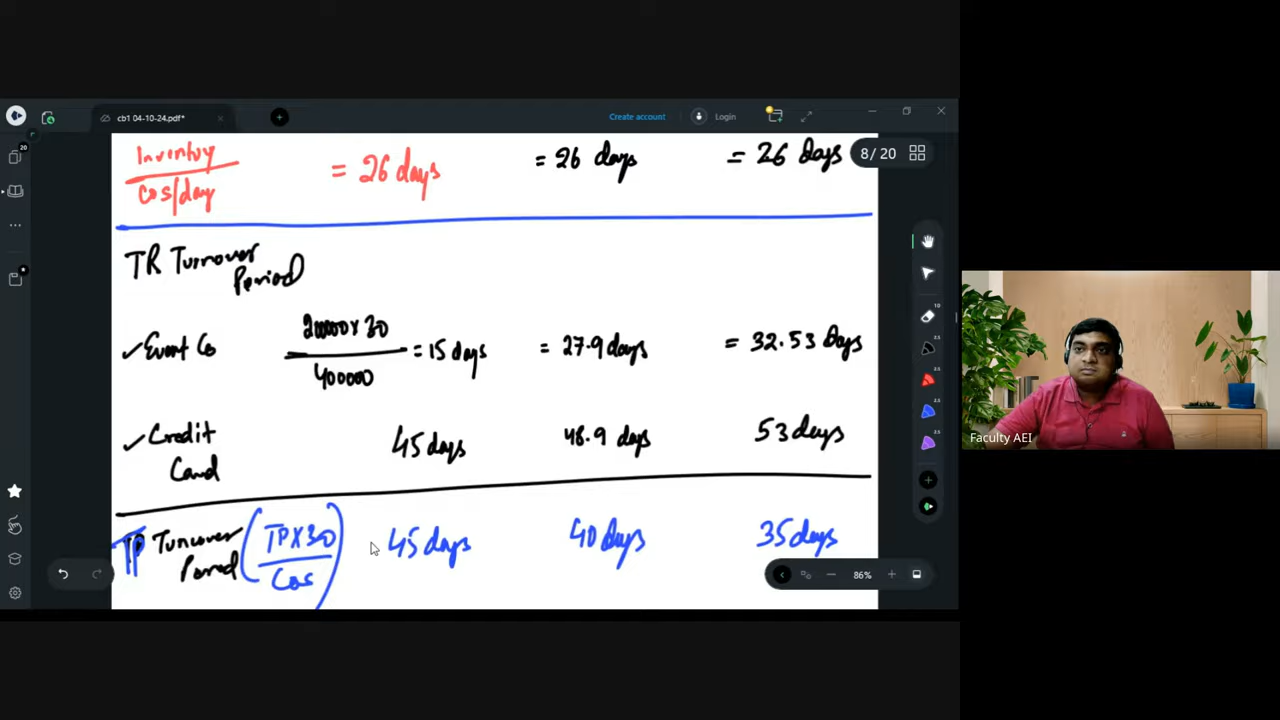 cb1 04-10-24.pdf*
Create account
Login
8/20
20
Inventory
Cos/day
= 26 days
= 26 days
= 26 Days
TR Turnover
Period
✓ Event Co
200000 x 30
400000
= 15 days
= 27.9 days
= 32.53 Days
✓ Credit
Card
45 days
48.9 days
53 days
TP Turnover
Period
(TP x 30
Cos)
45 days
40 days
35 days
86%
Faculty AEI